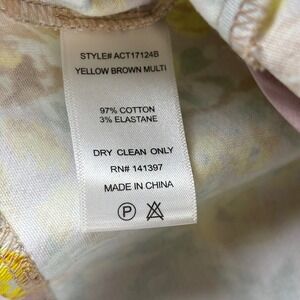 STYLE# ACT17124B
YELLOW BROWN MULTI
97% COTTON
3% ELASTANE
DRY CLEAN ONLY
RN# 141397
MADE IN CHINA
P